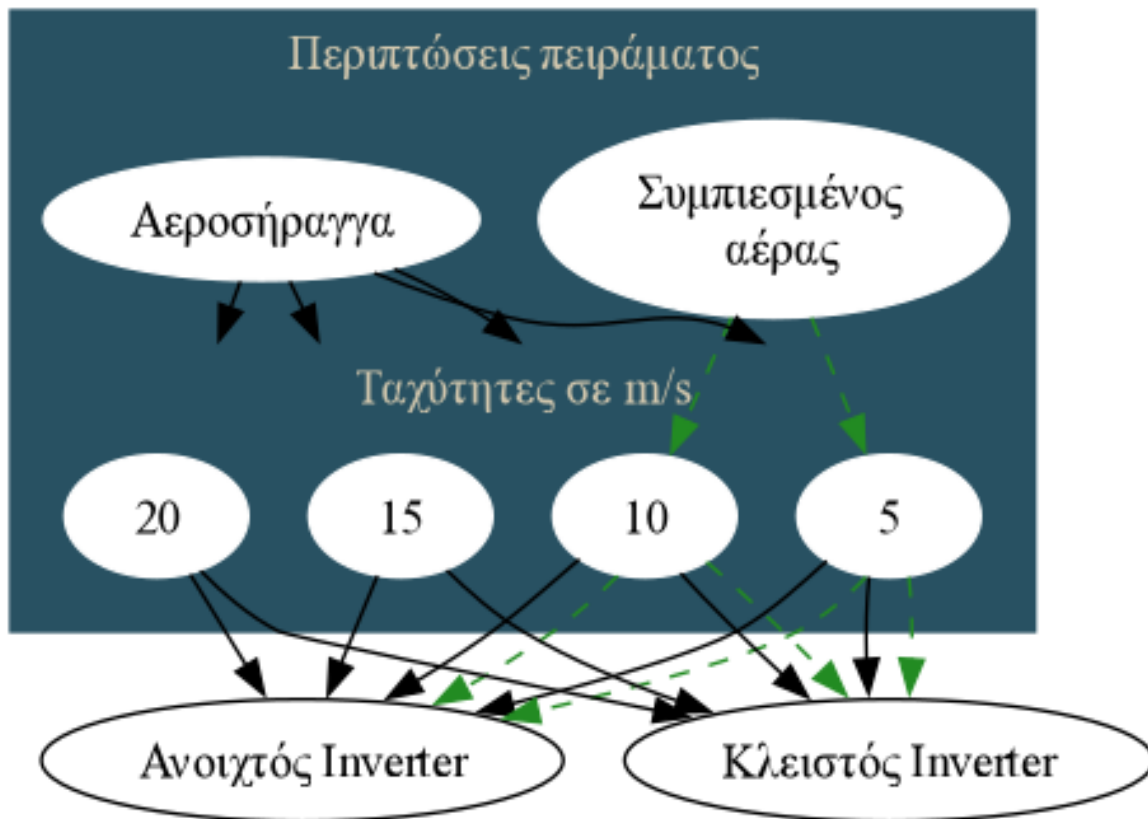 Περιπτώσεις πειράματος
Αεροσήραγγα
Συμπιεσμένος
αέρας
Ταχύτητες σε m/s
20
15
10
5
Ανοιχτός Inverter
Κλειστός Inverter